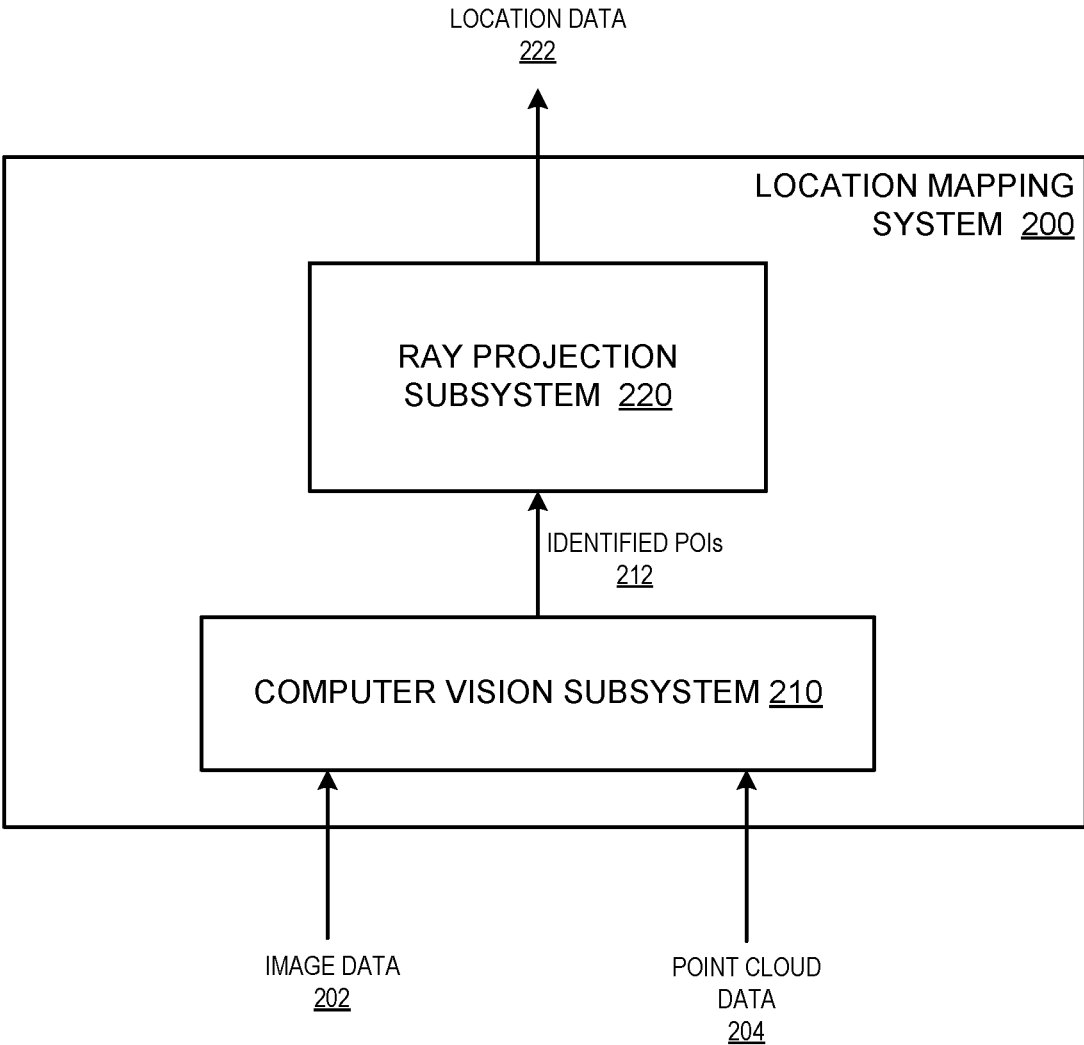 LOCATION DATA
222
LOCATION MAPPING
SYSTEM 200
RAY PROJECTION
SUBSYSTEM 220
IDENTIFIED POIs
212
COMPUTER VISION SUBSYSTEM 210
IMAGE DATA
202
POINT CLOUD
DATA
204